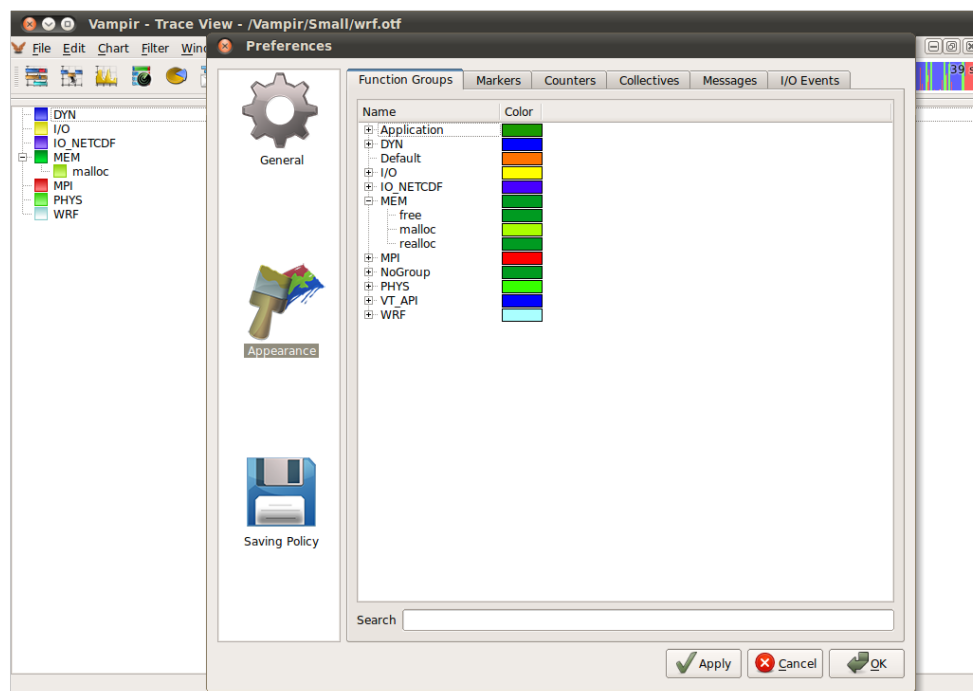 Vampir - Trace View - /Vampir/Small/wrf.otf
File Edit Chart Filter
39
DYN
I/O
IO_NETCDF
MEM
malloc
MPI
PHYS
WRF
Preferences
General
Appearance
Saving Policy
Function Groups Markers Counters Collectives Messages I/O Events
Name Color
Application
DYN
Default
I/O
IO_NETCDF
MEM
free
malloc
realloc
MPI
NoGroup
PHYS
VT_API
WRF
Search
Apply Cancel OK